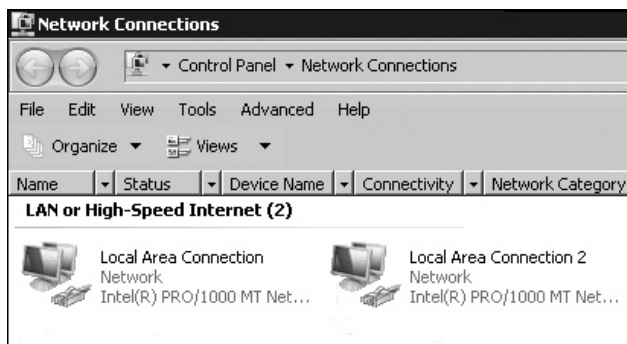 Network Connections
Control Panel Network Connections
File Edit View Tools Advanced Help
Organize Views
Name Status Device Name Connectivity Network Category
LAN or High-Speed Internet (2)
Local Area Connection
Network
Intel(R) PRO/1000 MT Net...
Local Area Connection 2
Network
Intel(R) PRO/1000 MT Net...